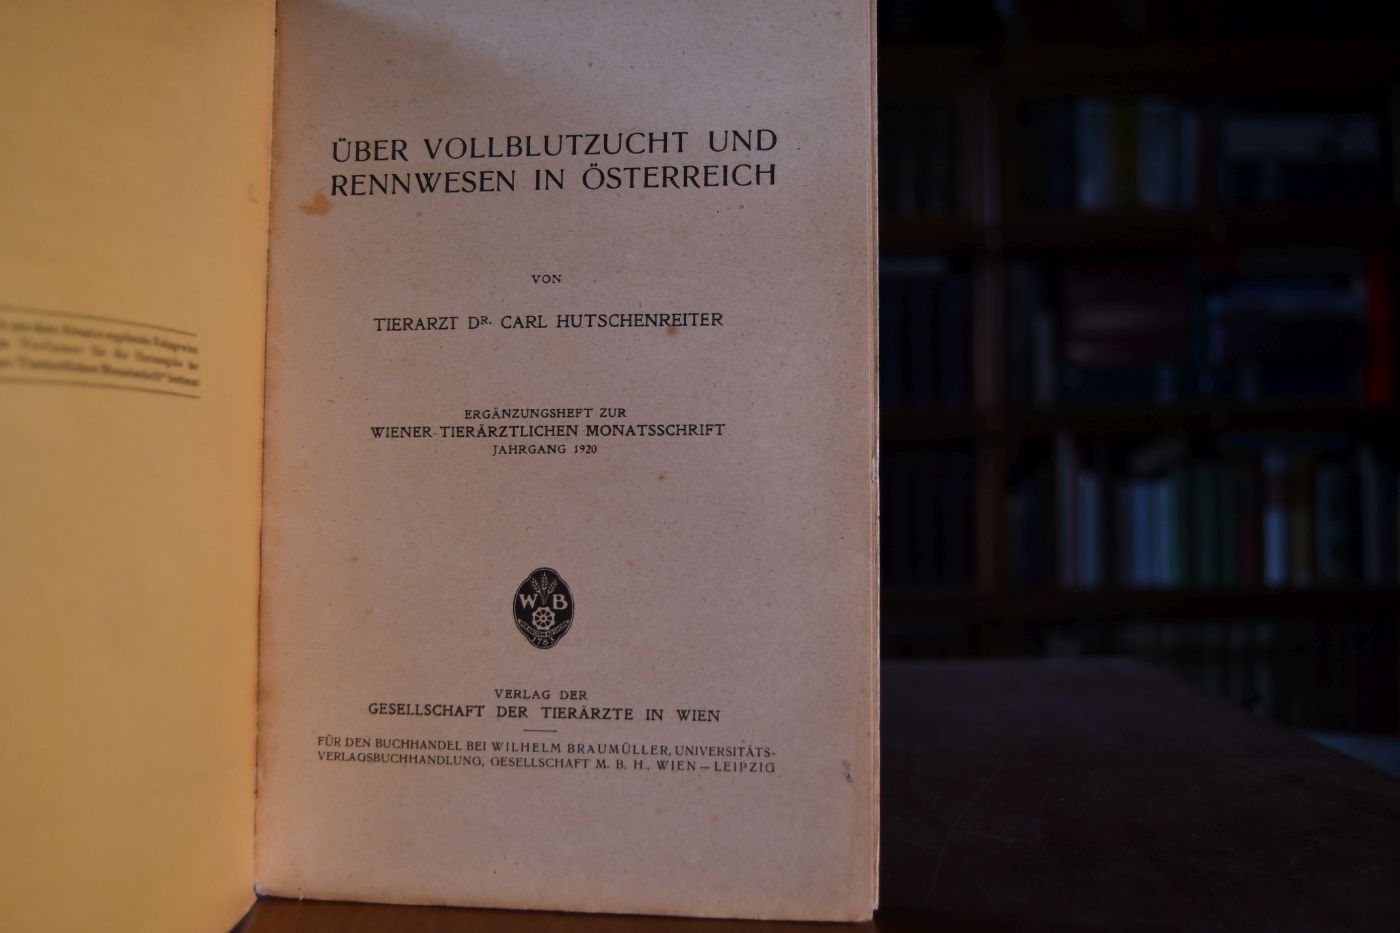 ÜBER VOLLBLUTZUCHT UND
RENNWESEN IN ÖSTERREICH
VON
TIERARZT DR. CARL HUTSCHENREITER
ERGÄNZUNGSHEFT ZUR
WIENER TIERÄRZTLICHEN MONATSSCHRIFT
JAHRGANG 1920
W B
1783
VERLAG DER
GESELLSCHAFT DER TIERÄRZTE IN WIEN
FÜR DEN BUCHHANDEL BEI WILHELM BRAUMÜLLER, UNIVERSITÄTS-
VERLAGSBUCHHANDLUNG, GESELLSCHAFT M. B. H., WIEN – LEIPZIG